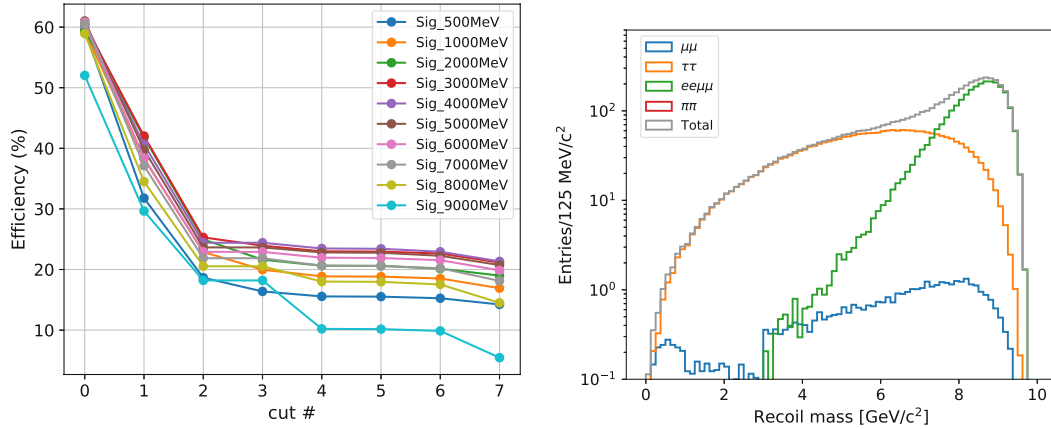 60
50
40
30
20
10
Efficiency (%)
0 1 2 3 4 5 6 7
cut #
Sig_500MeV
Sig_1000MeV
Sig_2000MeV
Sig_3000MeV
Sig_4000MeV
Sig_5000MeV
Sig_6000MeV
Sig_7000MeV
Sig_8000MeV
Sig_9000MeV
μμ
ττ
eeμμ
ππ
Total
Entries/125 MeV/c²
10²
10¹
10⁰
10⁻¹
0 2 4 6 8 10
Recoil mass [GeV/c²]